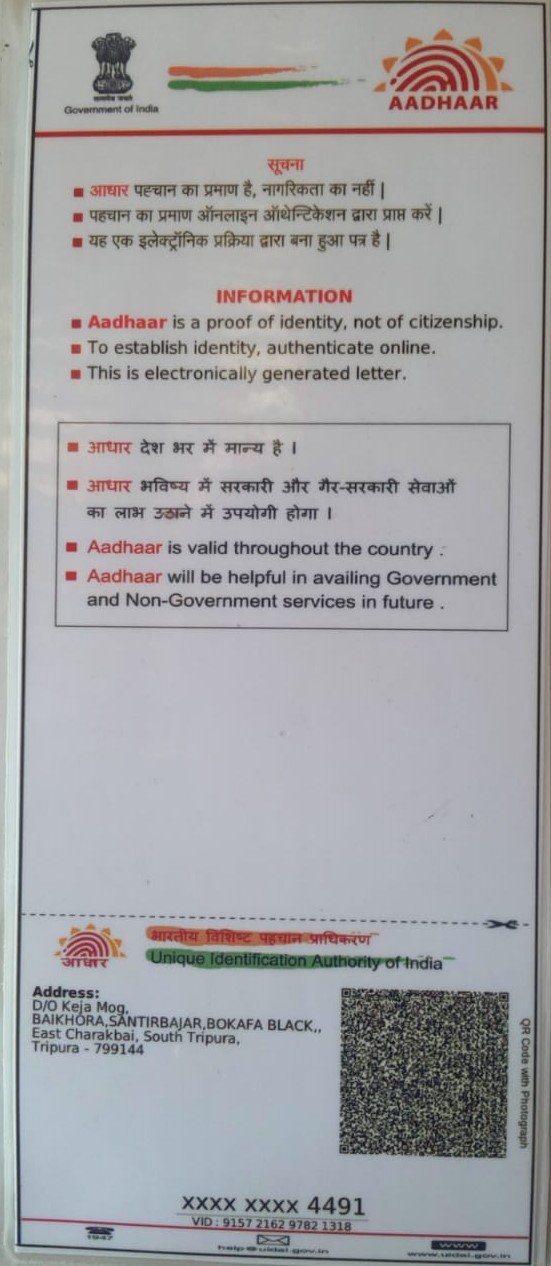 सत्यमेव जयते
Government of India
AADHAAR
सूचना
आधार पहचान का प्रमाण है, नागरिकता का नहीं |
पहचान का प्रमाण ऑनलाइन ऑथेन्टिकेशन द्वारा प्राप्त करें |
यह एक इलेक्ट्रॉनिक प्रक्रिया द्वारा बना हुआ पत्र है |
INFORMATION
Aadhaar is a proof of identity, not of citizenship.
To establish identity, authenticate online.
This is electronically generated letter.
आधार देश भर में मान्य है ।
आधार भविष्य में सरकारी और गैर-सरकारी सेवाओं
का लाभ उठाने में उपयोगी होगा ।
Aadhaar is valid throughout the country .
Aadhaar will be helpful in availing Government
and Non-Government services in future .
भारतीय विशिष्ट पहचान प्राधिकरण
आधार
Unique Identification Authority of India
Address:
D/O Keja Mog,
BAIKHORA,SANTIRBAJAR,BOKAFA BLACK,,
East Charakbai, South Tripura,
Tripura - 799144
QR Code with Photograph
XXXX XXXX 4491
VID : 9157 2162 9782 1318
1947
help@uidai.gov.in
www
www.uidai.gov.in